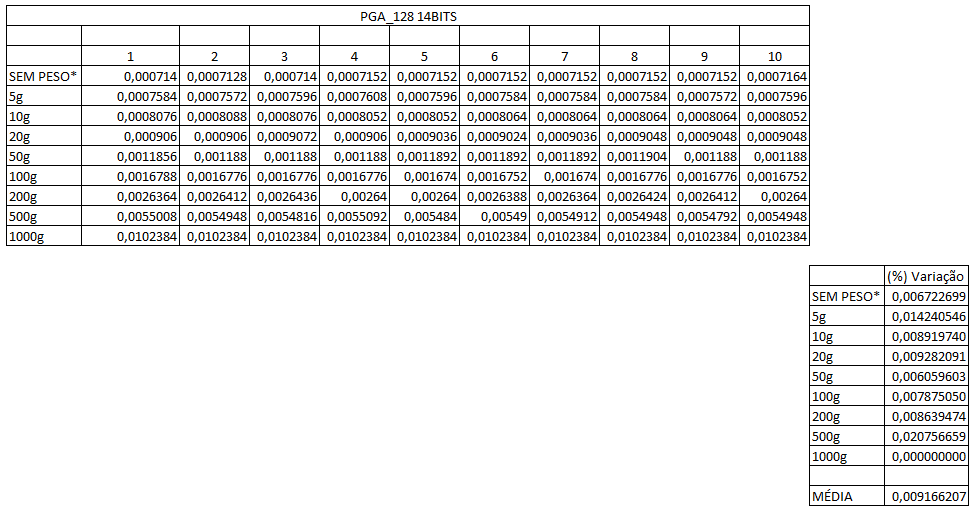 PGA_128 14BITS
1 2 3 4 5 6 7 8 9 10
SEM PESO* 0,000714 0,0007128 0,000714 0,0007152 0,0007152 0,0007152 0,0007152 0,0007152 0,0007152 0,0007164
5g 0,0007584 0,0007572 0,0007596 0,0007608 0,0007596 0,0007584 0,0007584 0,0007584 0,0007572 0,0007596
10g 0,0008076 0,0008088 0,0008076 0,0008052 0,0008052 0,0008064 0,0008064 0,0008064 0,0008064 0,0008052
20g 0,000906 0,000906 0,0009072 0,000906 0,0009036 0,0009024 0,0009036 0,0009048 0,0009048 0,0009048
50g 0,0011856 0,001188 0,001188 0,001188 0,0011892 0,0011892 0,0011892 0,0011904 0,001188 0,001188
100g 0,0016788 0,0016776 0,0016776 0,0016776 0,001674 0,0016752 0,001674 0,0016776 0,0016776 0,0016752
200g 0,0026364 0,0026412 0,0026436 0,00264 0,00264 0,0026388 0,0026364 0,0026424 0,0026412 0,00264
500g 0,0055008 0,0054948 0,0054816 0,0055092 0,005484 0,00549 0,0054912 0,0054948 0,0054792 0,0054948
1000g 0,0102384 0,0102384 0,0102384 0,0102384 0,0102384 0,0102384 0,0102384 0,0102384 0,0102384 0,0102384
(%) Variação
SEM PESO* 0,006722699
5g 0,014240546
10g 0,008919740
20g 0,009282091
50g 0,006059603
100g 0,007875050
200g 0,008639474
500g 0,020756659
1000g 0,000000000
MÉDIA 0,009166207